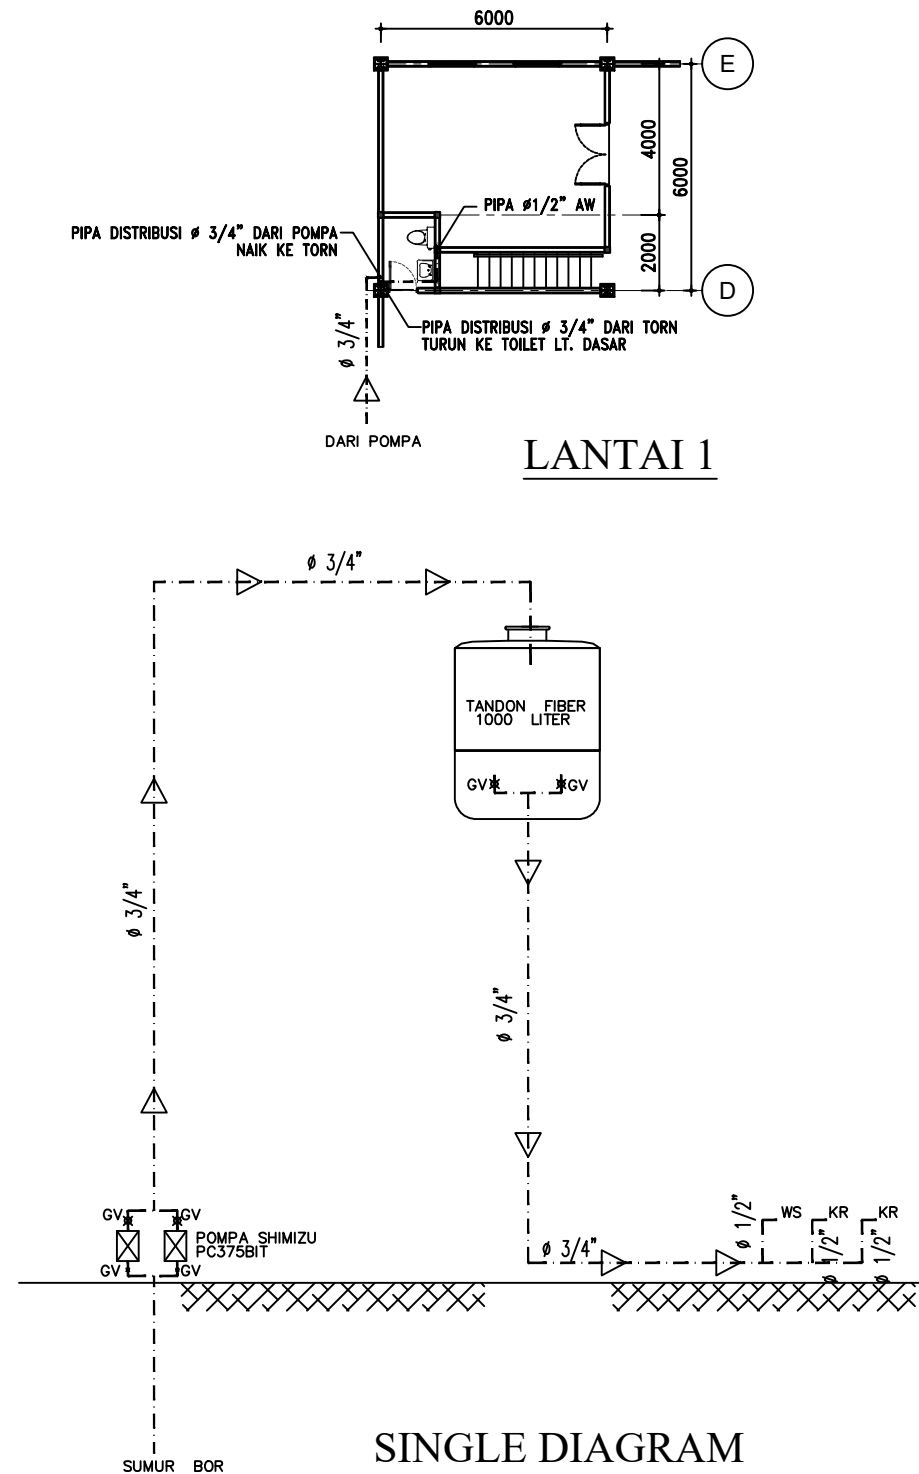 6000
E
4000
6000
PIPA ø1/2" AW
PIPA DISTRIBUSI ø 3/4" DARI POMPA
NAIK KE TORN
2000
D
ø 3/4"
PIPA DISTRIBUSI ø 3/4" DARI TORN
TURUN KE TOILET LT. DASAR
DARI POMPA
LANTAI 1
ø 3/4"
TANDON FIBER
1000 LITER
GV GV
ø 3/4"
ø 3/4"
GV GV
POMPA SHIMIZU
PC375BIT
GV GV
ø 3/4"
ø 1/2"
WS KR KR
ø 1/2"
ø 1/2"
SINGLE DIAGRAM
SUMUR BOR